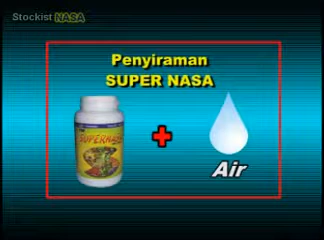 Stockist NASA
Penyiraman
SUPER NASA
SUPERNASA
+
Air